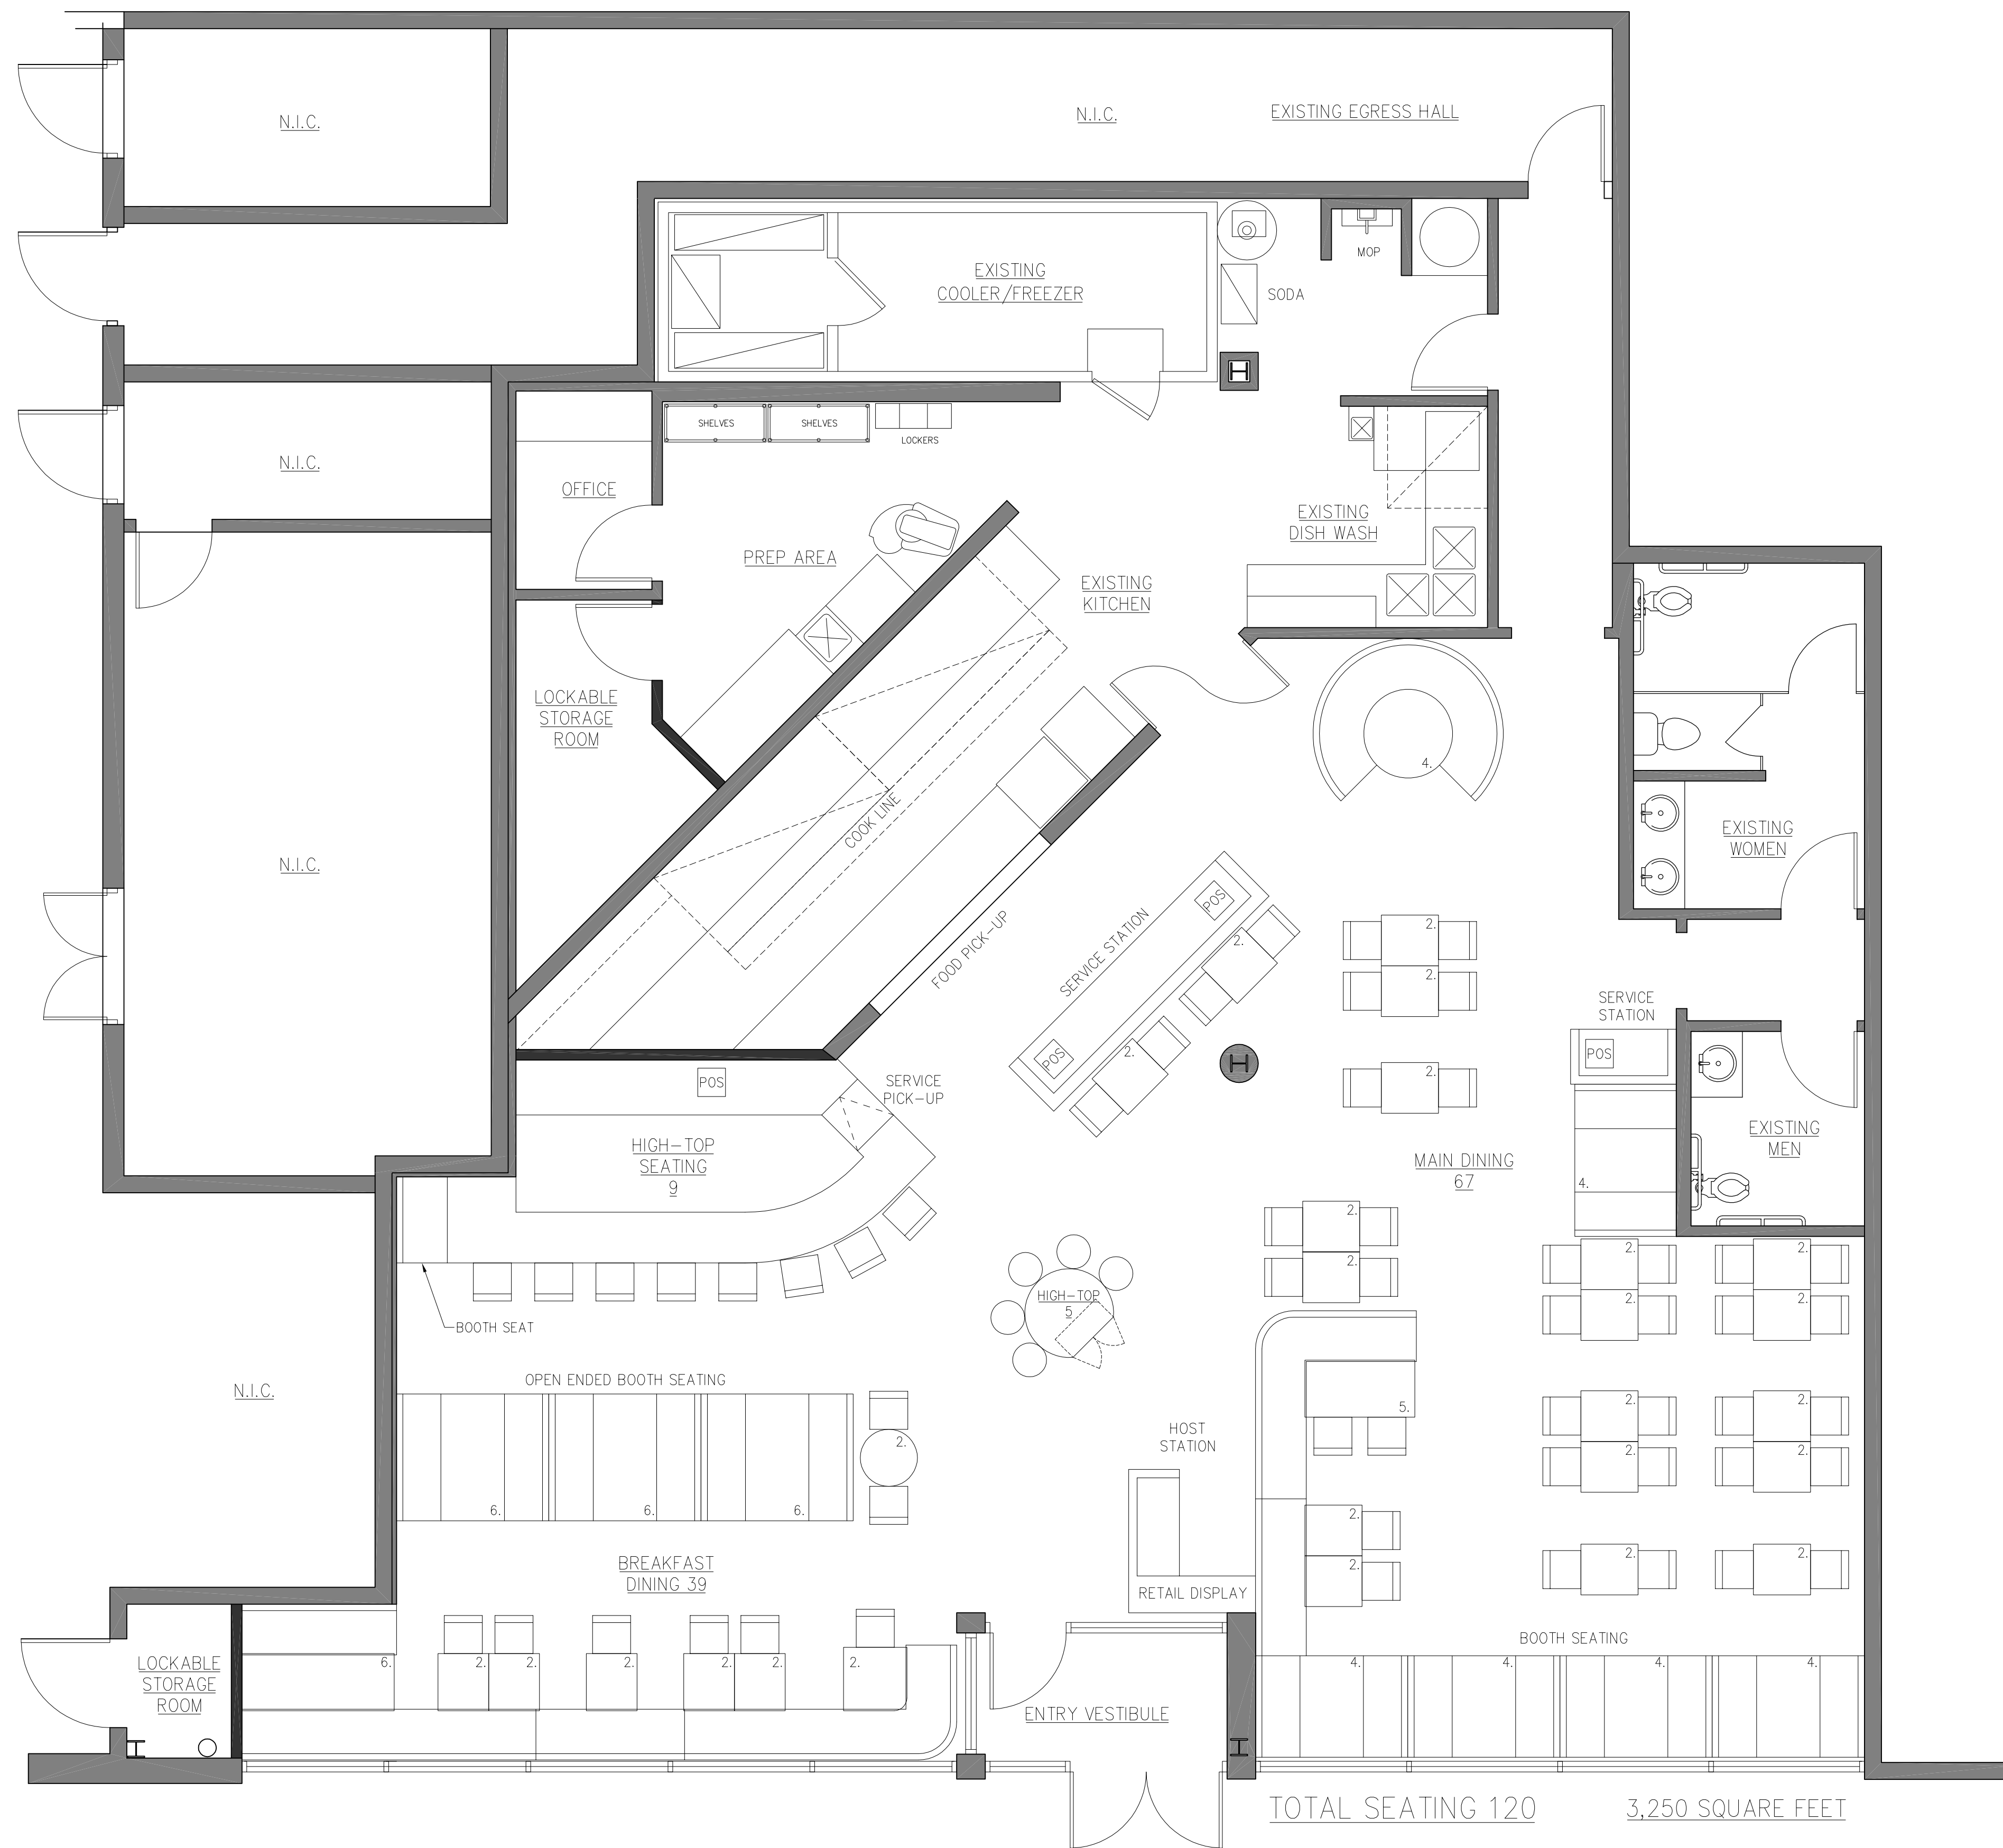 N.I.C.
N.I.C.
EXISTING EGRESS HALL
MOP
EXISTING
COOLER/FREEZER
SODA
H
SHELVES
SHELVES
LOCKERS
N.I.C.
OFFICE
EXISTING
DISH WASH
PREP AREA
EXISTING
KITCHEN
LOCKABLE
STORAGE
ROOM
4.
COOK LINE
EXISTING
WOMEN
N.I.C.
FOOD PICK-UP
SERVICE STATION
POS
POS
2.
2.
H
2.
2.
2.
SERVICE
STATION
POS
4.
EXISTING
MEN
POS
SERVICE
PICK-UP
HIGH-TOP
SEATING
9
MAIN DINING
67
2.
2.
2.
2.
2.
2.
HIGH-TOP
5
BOOTH SEAT
N.I.C.
OPEN ENDED BOOTH SEATING
6.
6.
6.
2.
HOST
STATION
5.
2.
2.
2.
2.
2.
2.
2.
2.
BREAKFAST
DINING 39
RETAIL DISPLAY
BOOTH SEATING
LOCKABLE
STORAGE
ROOM
6.
2.
2.
2.
2.
2.
2.
4.
4.
4.
4.
ENTRY VESTIBULE
TOTAL SEATING 120
3,250 SQUARE FEET